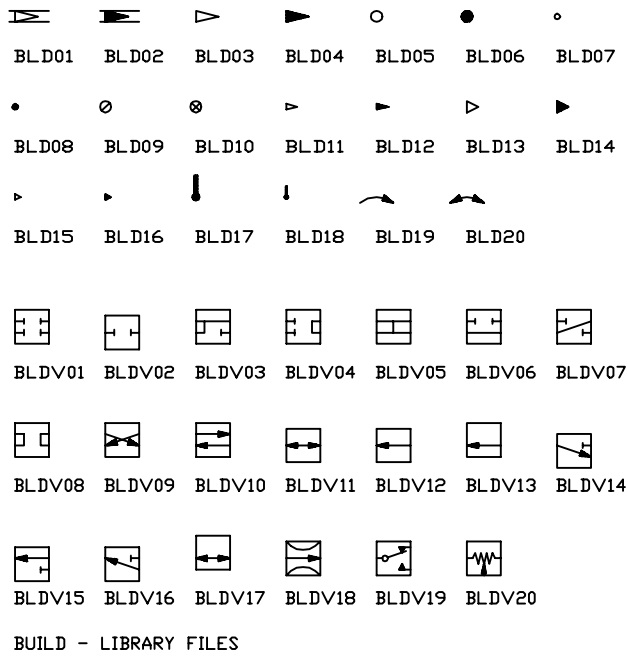 BLD01 BLD02 BLD03 BLD04 BLD05 BLD06 BLD07
BLD08 BLD09 BLD10 BLD11 BLD12 BLD13 BLD14
BLD15 BLD16 BLD17 BLD18 BLD19 BLD20
BLDV01 BLDV02 BLDV03 BLDV04 BLDV05 BLDV06 BLDV07
BLDV08 BLDV09 BLDV10 BLDV11 BLDV12 BLDV13 BLDV14
BLDV15 BLDV16 BLDV17 BLDV18 BLDV19 BLDV20
BUILD - LIBRARY FILES